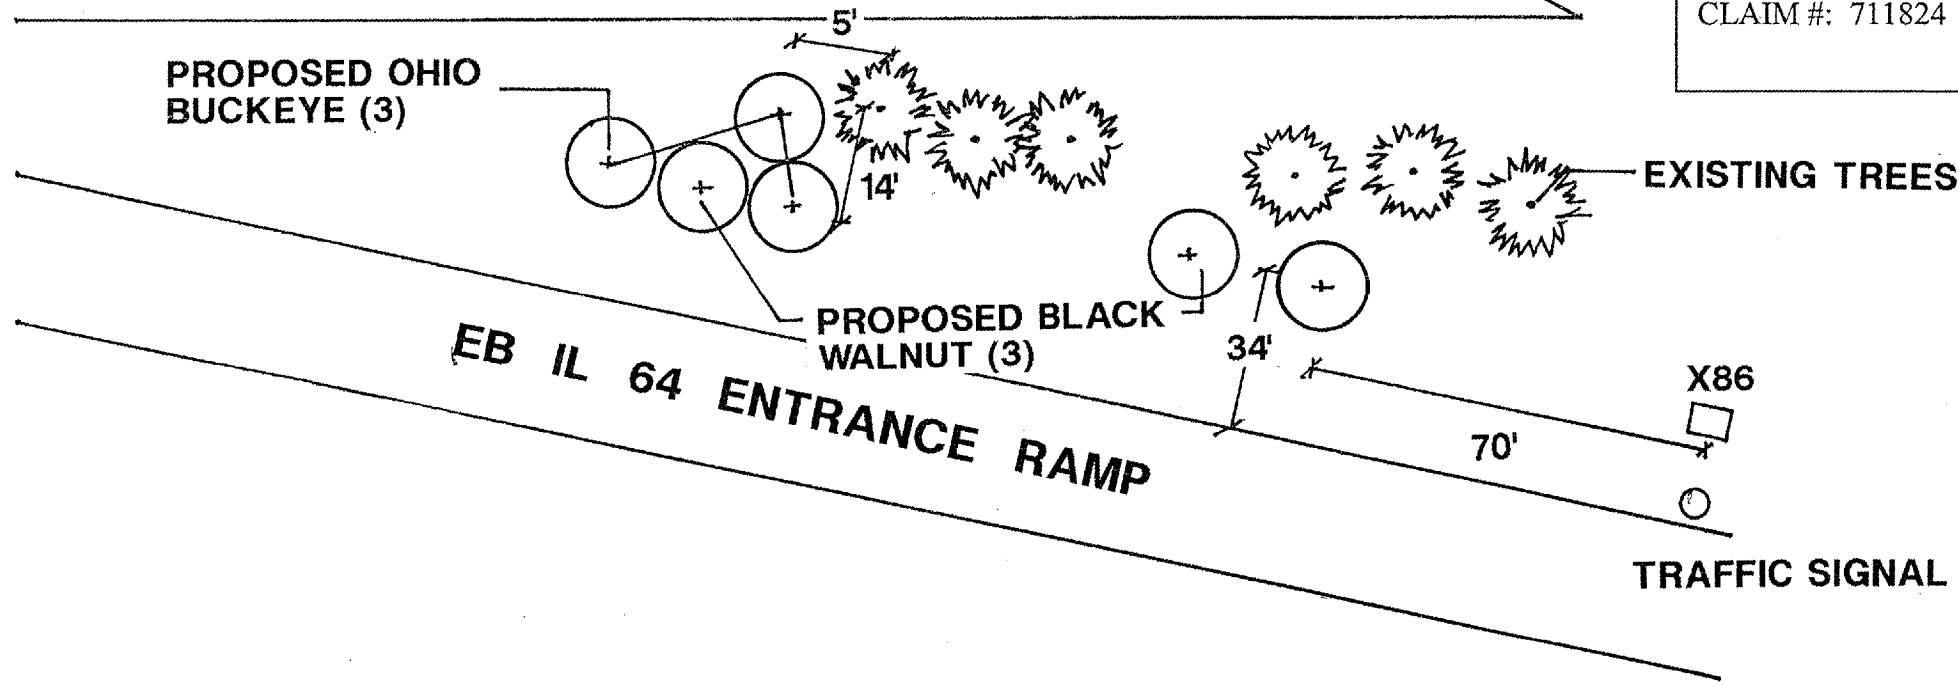 CLAIM #: 711824
5'
PROPOSED OHIO
BUCKEYE (3)
14'
EXISTING TREES
PROPOSED BLACK
WALNUT (3)
34'
EB IL 64 ENTRANCE RAMP
X86
70'
TRAFFIC SIGNAL